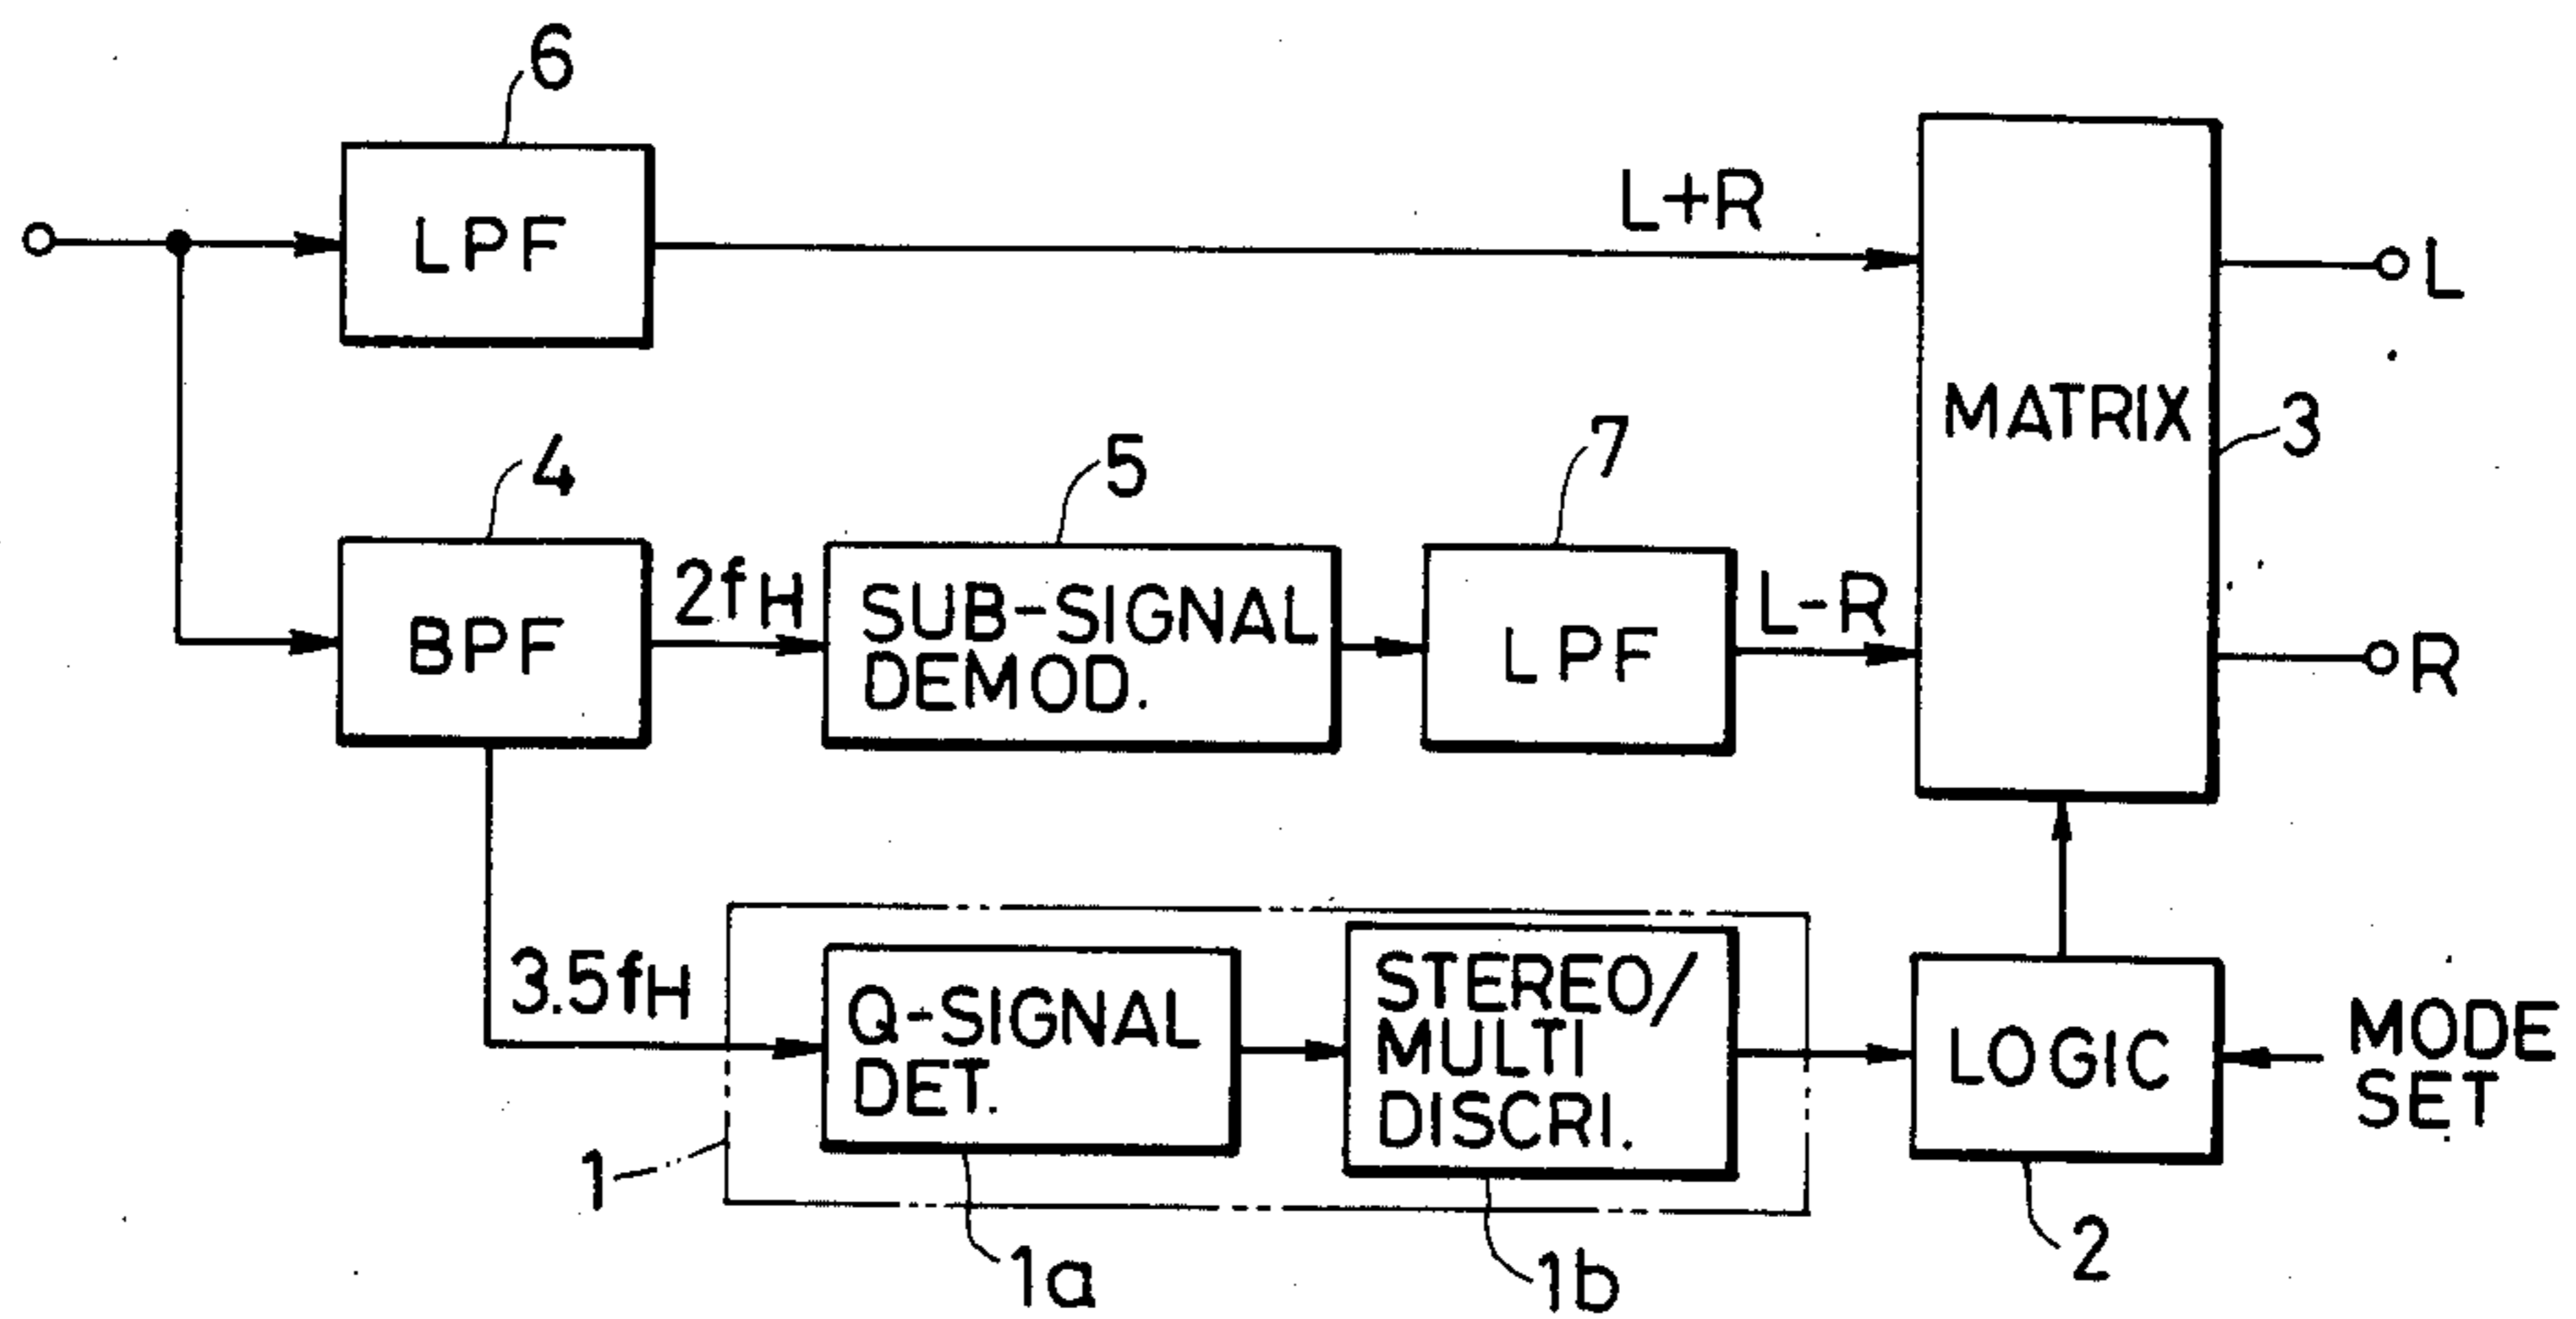 6
LPF
L+R
L
MATRIX
3
4
BPF
2fH
5
SUB-SIGNAL
DEMOD.
7
LPF
L-R
R
3.5fH
1
Q-SIGNAL
DET.
1a
STEREO/
MULTI
DISCRI.
1b
LOGIC
2
MODE
SET